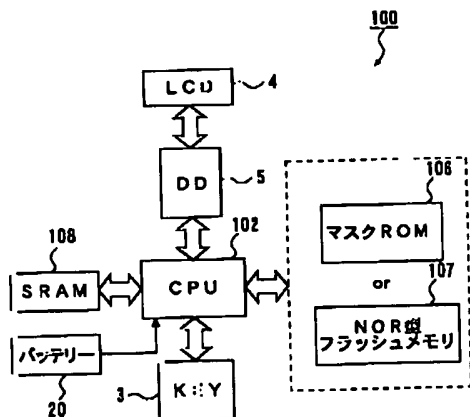 100
LCD
4
DD
5
102
CPU
108
SRAM
バッテリー
20
3
KEY
106
マスクROM
or
107
NOR型
フラッシュメモリ